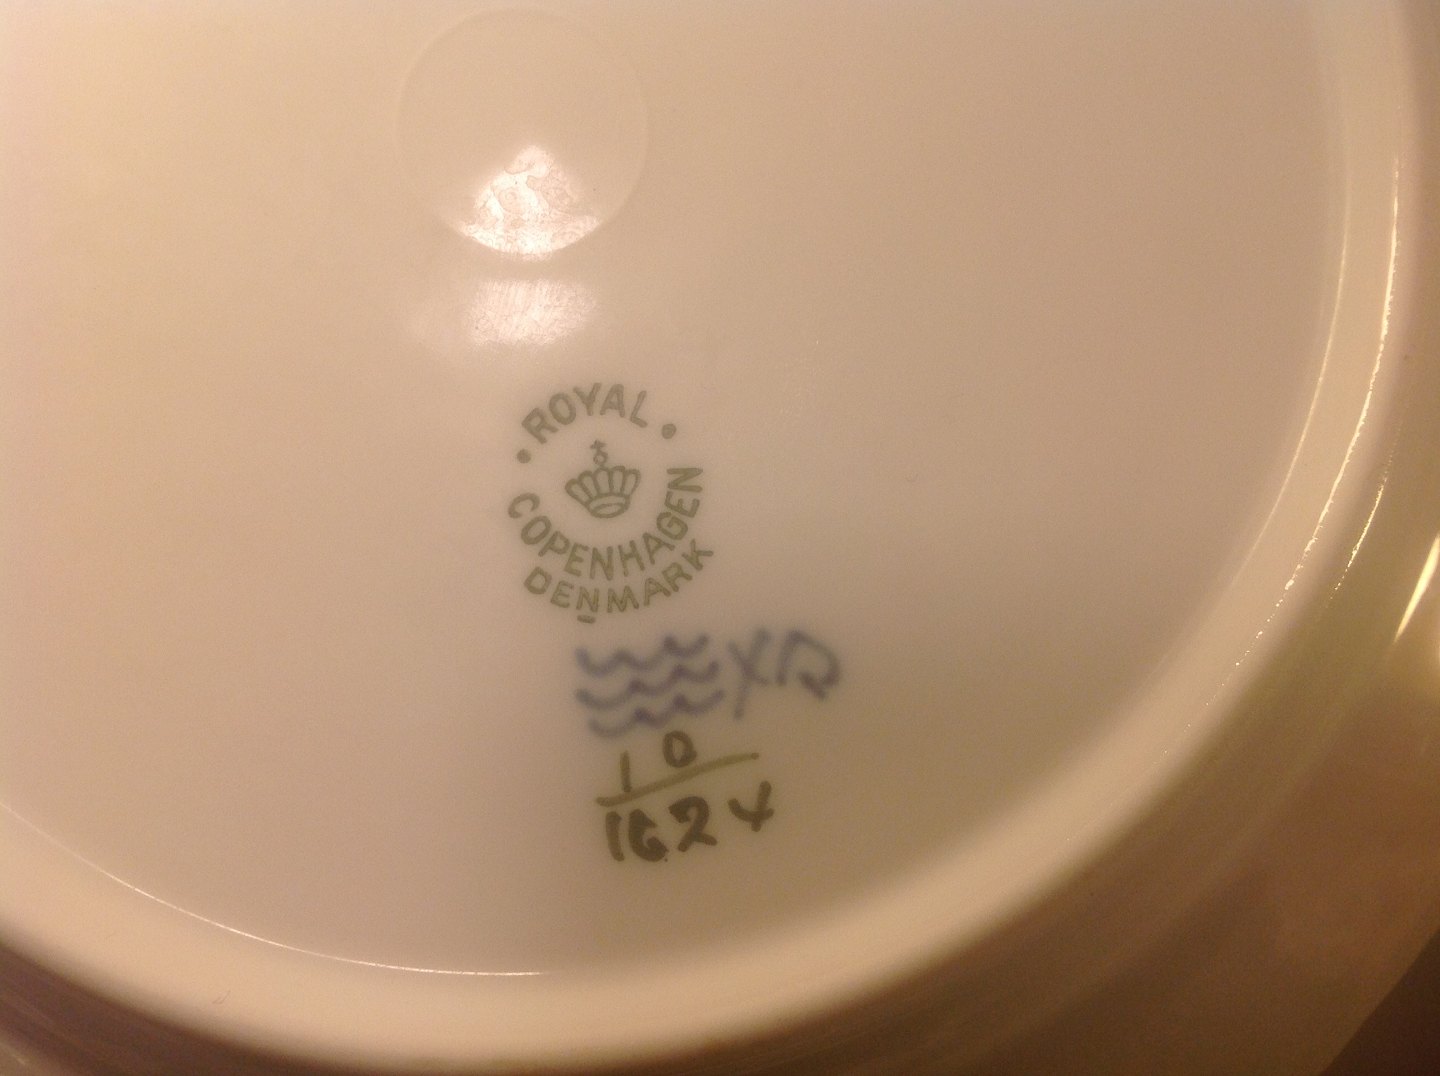 ROYAL
COPENHAGEN
DENMARK
10
1624